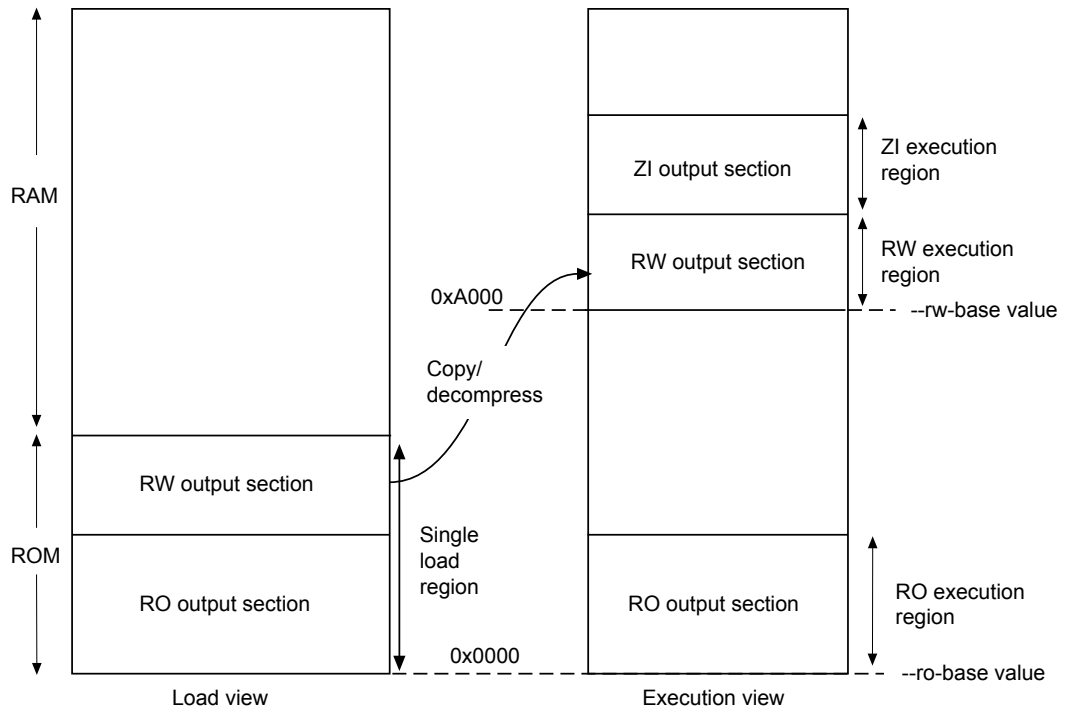 RAM
ROM
RW output section
RO output section
Load view
Single
load
region
0x0000
0xA000
Copy/
decompress
ZI output section
RW output section
RO output section
Execution view
ZI execution
region
RW execution
region
--rw-base value
RO execution
region
--ro-base value